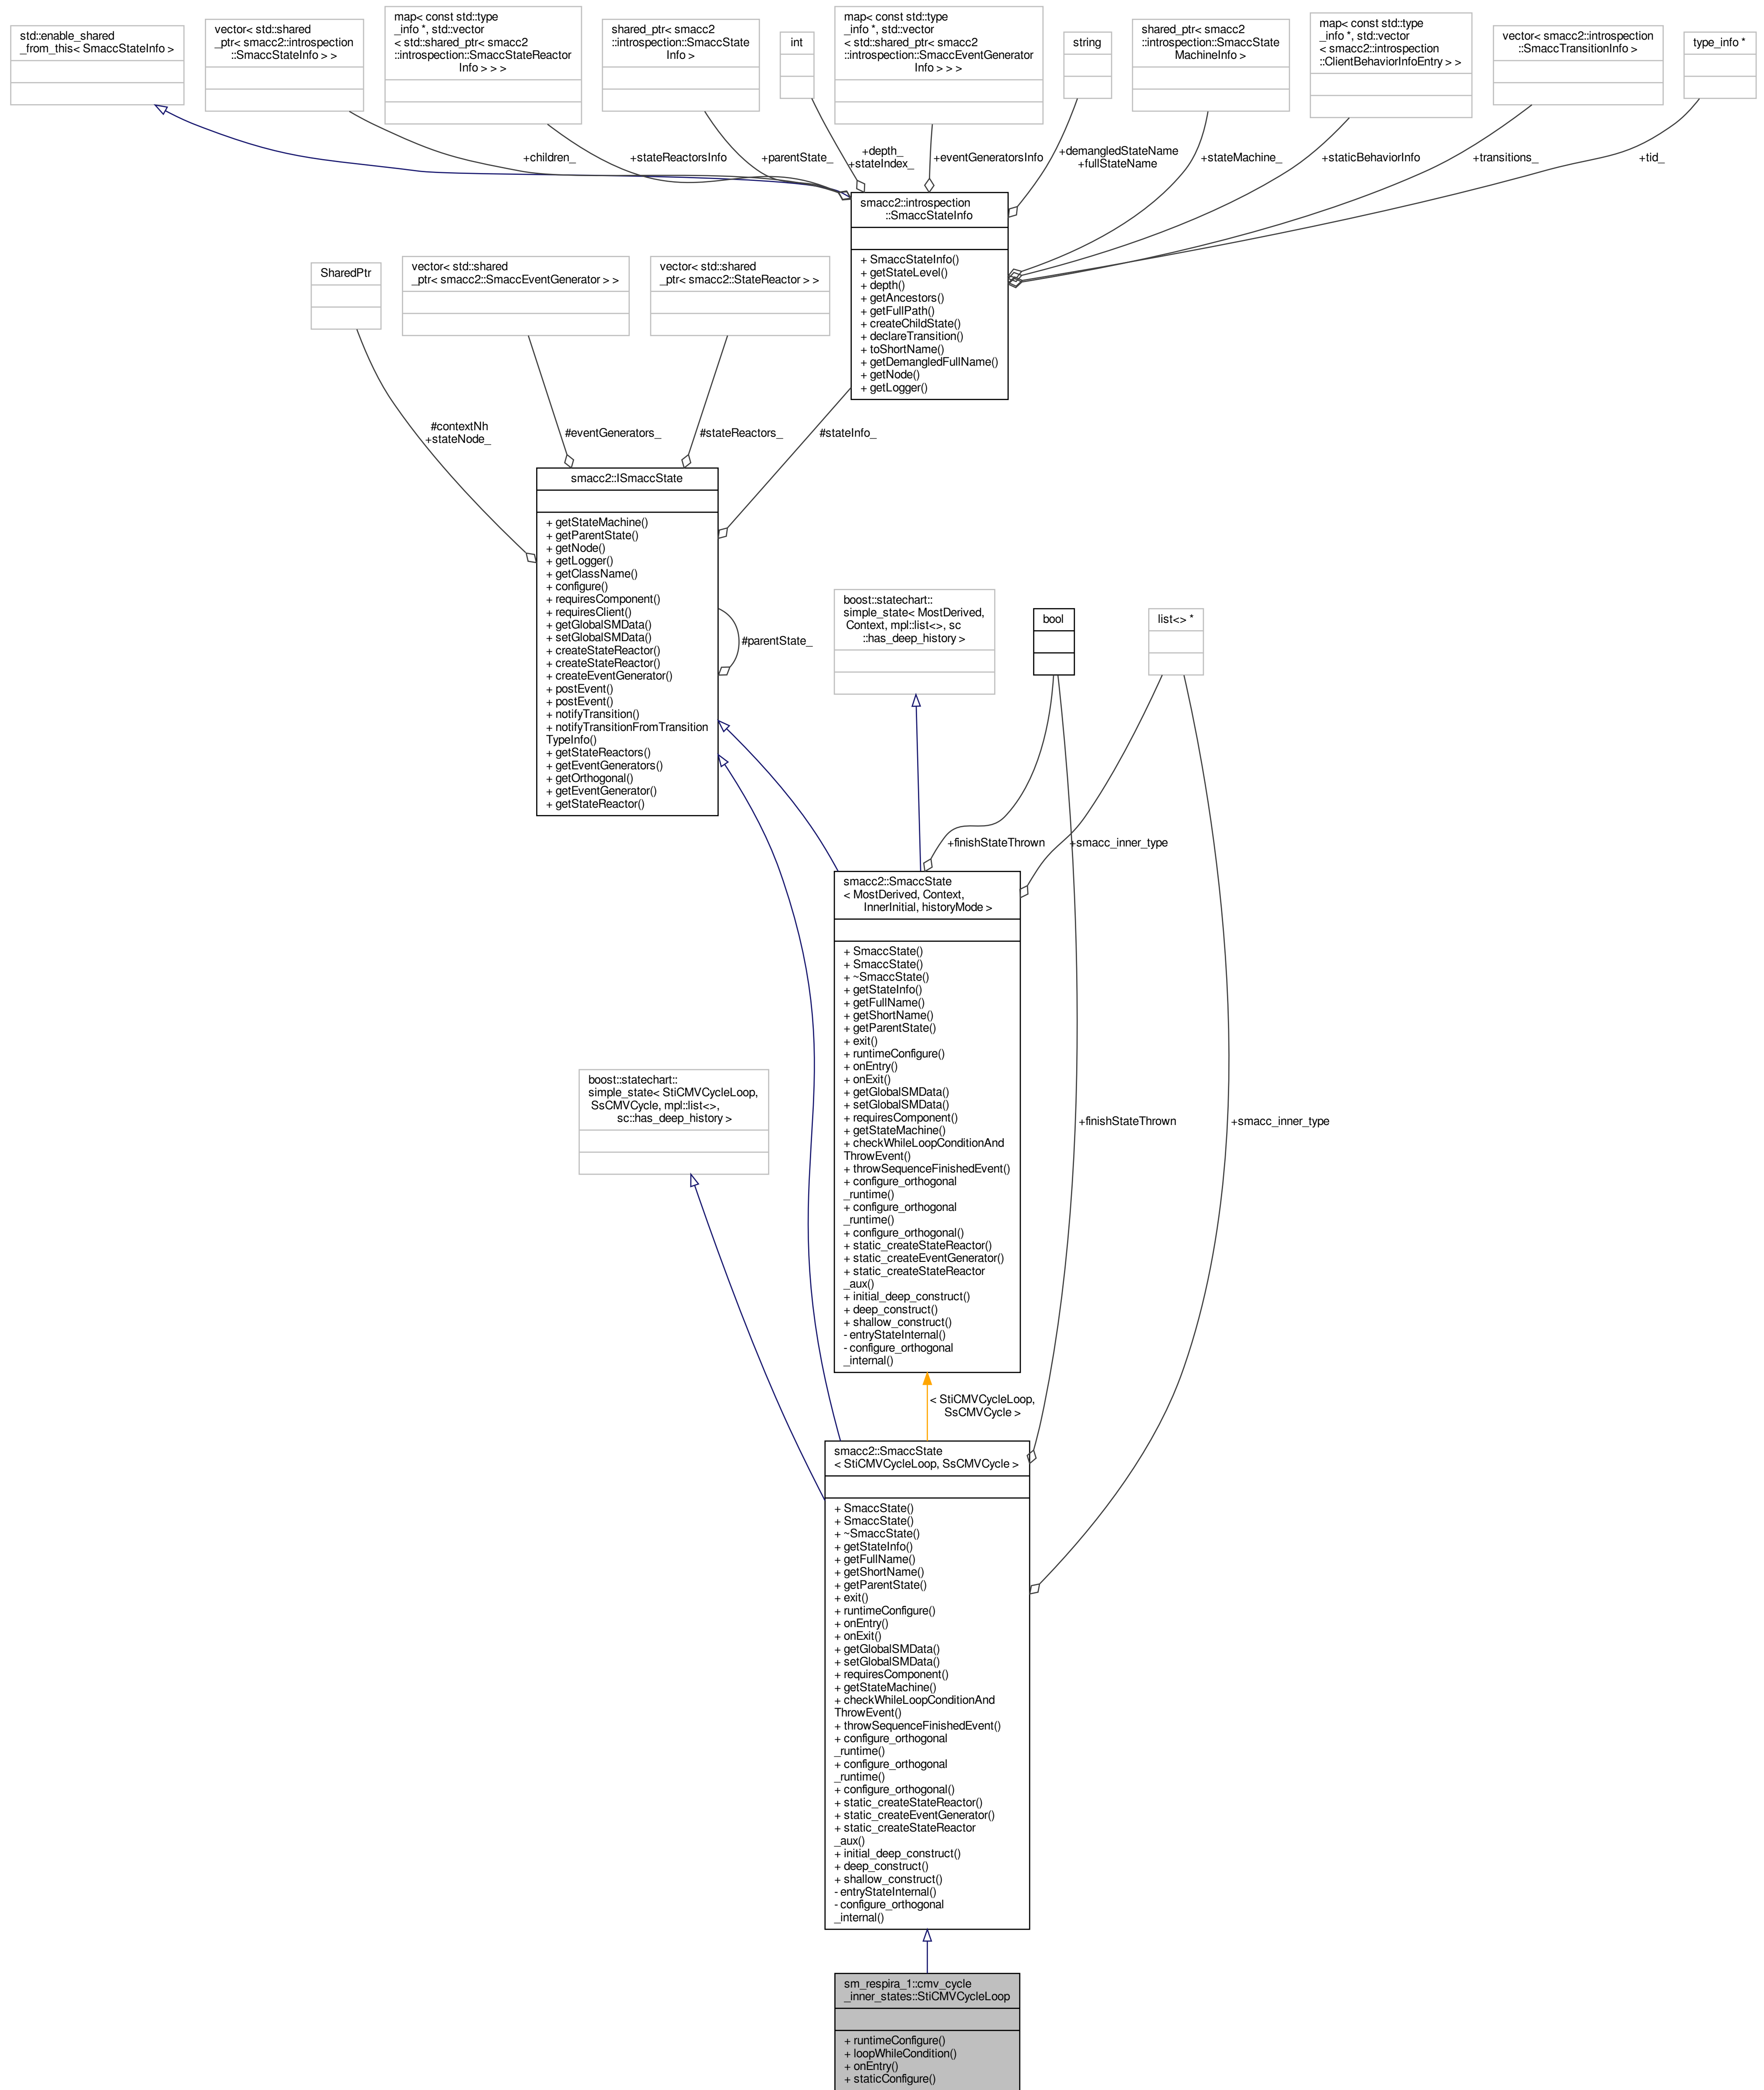 std::enable_shared
_from_this< SmaccStateInfo >
vector< std::shared
_ptr< smacc2::introspection
::SmaccStateInfo > >
map< const std::type
_info *, std::vector
< std::shared_ptr< smacc2
::introspection::SmaccStateReactor
Info > > >
shared_ptr< smacc2
::introspection::SmaccState
Info >
int
map< const std::type
_info *, std::vector
< std::shared_ptr< smacc2
::introspection::SmaccEventGenerator
Info > > >
string
shared_ptr< smacc2
::introspection::SmaccState
MachineInfo >
map< const std::type
_info *, std::vector
< smacc2::introspection
::ClientBehaviorInfoEntry > >
vector< smacc2::introspection
::SmaccTransitionInfo >
type_info *
+children_
+stateReactorsInfo
+parentState_
+depth_
+stateIndex_
+eventGeneratorsInfo
+demangledStateName
+fullStateName
+stateMachine_
+staticBehaviorInfo
+transitions_
+tid_
smacc2::introspection
::SmaccStateInfo
+ SmaccStateInfo()
+ getStateLevel()
+ depth()
+ getAncestors()
+ getFullPath()
+ createChildState()
+ declareTransition()
+ toShortName()
+ getDemangledFullName()
+ getNode()
+ getLogger()
SharedPtr
vector< std::shared
_ptr< smacc2::SmaccEventGenerator > >
vector< std::shared
_ptr< smacc2::StateReactor > >
#contextNh
+stateNode_
#eventGenerators_
#stateReactors_
#stateInfo_
smacc2::ISmaccState
+ getStateMachine()
+ getParentState()
+ getNode()
+ getLogger()
+ getClassName()
+ configure()
+ requiresComponent()
+ requiresClient()
+ getGlobalSMData()
+ setGlobalSMData()
+ createStateReactor()
+ createStateReactor()
+ createEventGenerator()
+ postEvent()
+ postEvent()
+ notifyTransition()
+ notifyTransitionFromTransition
TypeInfo()
+ getStateReactors()
+ getEventGenerators()
+ getOrthogonal()
+ getEventGenerator()
+ getStateReactor()
#parentState_
boost::statechart::
simple_state< MostDerived,
Context, mpl::list<>, sc
::has_deep_history >
bool
list<> *
+finishStateThrown
+smacc_inner_type
smacc2::SmaccState
< MostDerived, Context,
InnerInitial, historyMode >
+ SmaccState()
+ SmaccState()
+ ~SmaccState()
+ getStateInfo()
+ getFullName()
+ getShortName()
+ getParentState()
+ exit()
+ runtimeConfigure()
+ onEntry()
+ onExit()
+ getGlobalSMData()
+ setGlobalSMData()
+ requiresComponent()
+ getStateMachine()
+ checkWhileLoopConditionAnd
ThrowEvent()
+ throwSequenceFinishedEvent()
+ configure_orthogonal
_runtime()
+ configure_orthogonal
_runtime()
+ configure_orthogonal()
+ static_createStateReactor()
+ static_createEventGenerator()
+ static_createStateReactor
_aux()
+ initial_deep_construct()
+ deep_construct()
+ shallow_construct()
- entryStateInternal()
- configure_orthogonal
_internal()
boost::statechart::
simple_state< StiCMVCycleLoop,
SsCMVCycle, mpl::list<>,
sc::has_deep_history >
+finishStateThrown
+smacc_inner_type
< StiCMVCycleLoop,
SsCMVCycle >
smacc2::SmaccState
< StiCMVCycleLoop, SsCMVCycle >
+ SmaccState()
+ SmaccState()
+ ~SmaccState()
+ getStateInfo()
+ getFullName()
+ getShortName()
+ getParentState()
+ exit()
+ runtimeConfigure()
+ onEntry()
+ onExit()
+ getGlobalSMData()
+ setGlobalSMData()
+ requiresComponent()
+ getStateMachine()
+ checkWhileLoopConditionAnd
ThrowEvent()
+ throwSequenceFinishedEvent()
+ configure_orthogonal
_runtime()
+ configure_orthogonal
_runtime()
+ configure_orthogonal()
+ static_createStateReactor()
+ static_createEventGenerator()
+ static_createStateReactor
_aux()
+ initial_deep_construct()
+ deep_construct()
+ shallow_construct()
- entryStateInternal()
- configure_orthogonal
_internal()
sm_respira_1::cmv_cycle
_inner_states::StiCMVCycleLoop
+ runtimeConfigure()
+ loopWhileCondition()
+ onEntry()
+ staticConfigure()